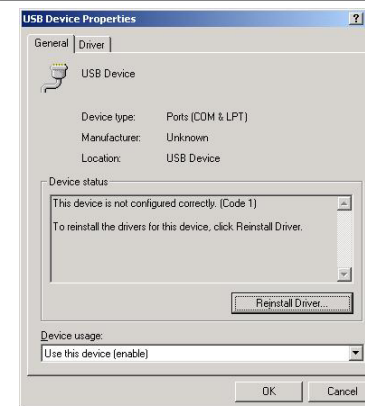 USB Device Properties
?
General
Driver
USB Device
Device type: Ports (COM & LPT)
Manufacturer: Unknown
Location: USB Device
Device status
This device is not configured correctly. (Code 1)
To reinstall the drivers for this device, click Reinstall Driver.
Reinstall Driver...
Device usage:
Use this device (enable)
OK Cancel